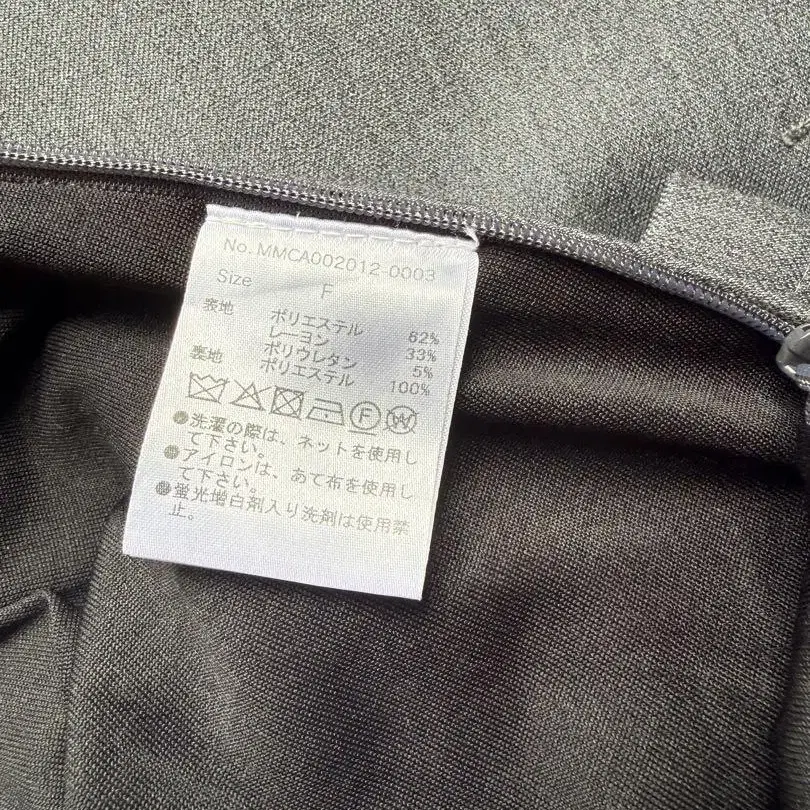 No.MMCA002012-0003
Size F
表地 ポリエステル 62%
レーヨン 33%
ポリウレタン 5%
裏地 ポリエステル 100%
F W
●洗濯の際は、ネットを使用し
て下さい。
●アイロンは、あて布を使用し
て下さい。
●蛍光増白剤入り洗剤は使用禁
止。